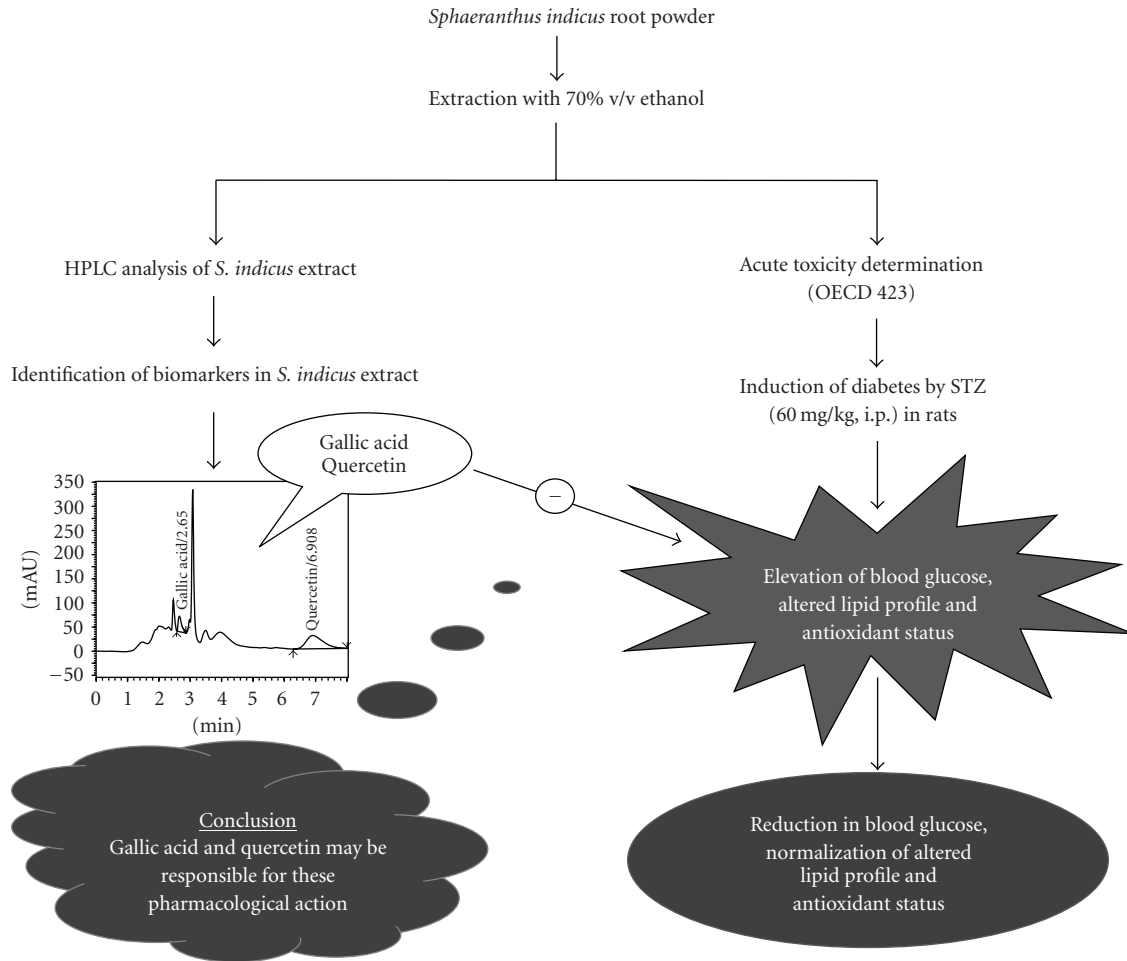 Sphaeranthus indicus root powder
Extraction with 70% v/v ethanol
HPLC analysis of S. indicus extract
Identification of biomarkers in S. indicus extract
Gallic acid
Quercetin
350
300
250
200
150
100
50
0
−50
(mAU)
Gallic acid/2.65
Quercetin/6.908
0 1 2 3 4 5 6 7
(min)
Conclusion
Gallic acid and quercetin may be
responsible for these
pharmacological action
Acute toxicity determination
(OECD 423)
Induction of diabetes by STZ
(60 mg/kg, i.p.) in rats
−
Elevation of blood glucose,
altered lipid profile and
antioxidant status
Reduction in blood glucose,
normalization of altered
lipid profile and
antioxidant status